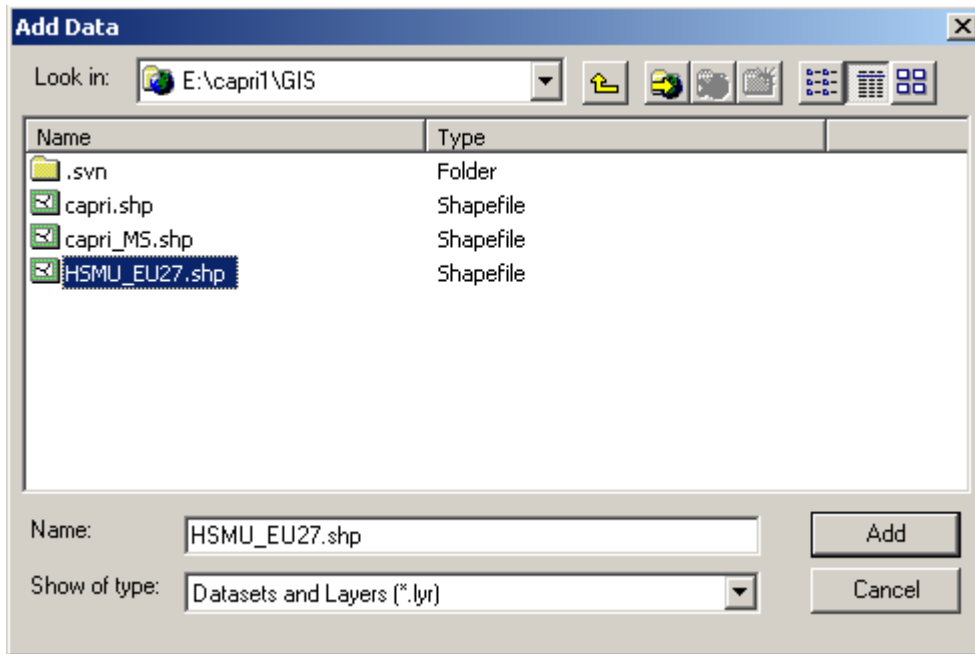 Add Data
Look in: E:\capri1\GIS
Name Type
.svn Folder
capri.shp Shapefile
capri_MS.shp Shapefile
HSMU_EU27.shp Shapefile
Name: HSMU_EU27.shp Add
Show of type: Datasets and Layers (*.lyr) Cancel